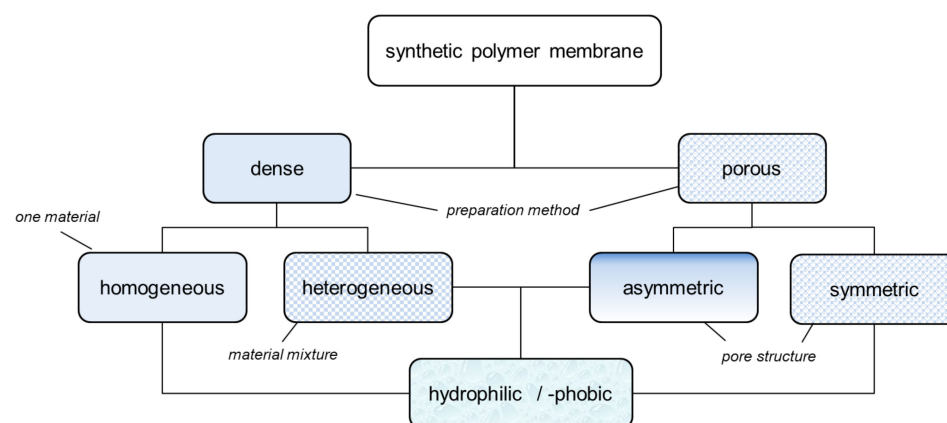 synthetic polymer membrane
dense
porous
preparation method
one material
homogeneous
heterogeneous
asymmetric
symmetric
material mixture
pore structure
hydrophilic / -phobic